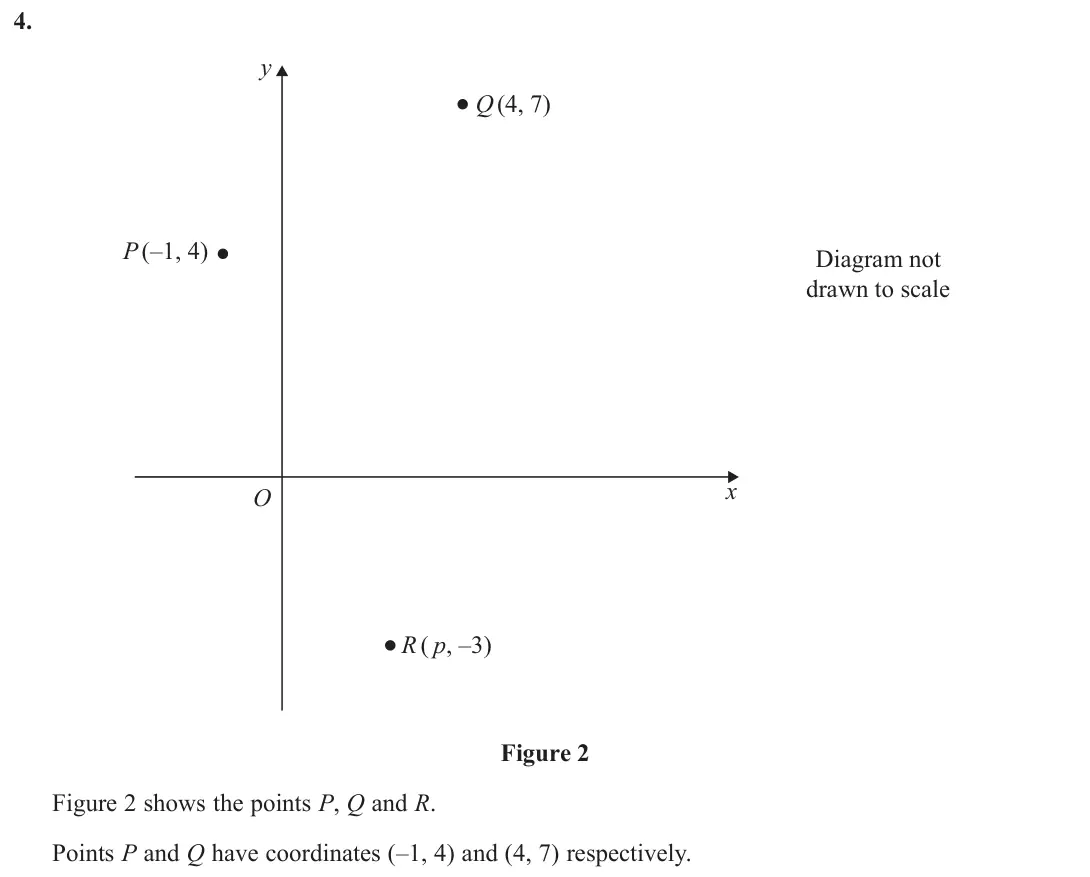 4.
y
Q(4, 7)
P(–1, 4)
Diagram not
drawn to scale
O
x
R(p, –3)
Figure 2
Figure 2 shows the points P, Q and R.
Points P and Q have coordinates (–1, 4) and (4, 7) respectively.